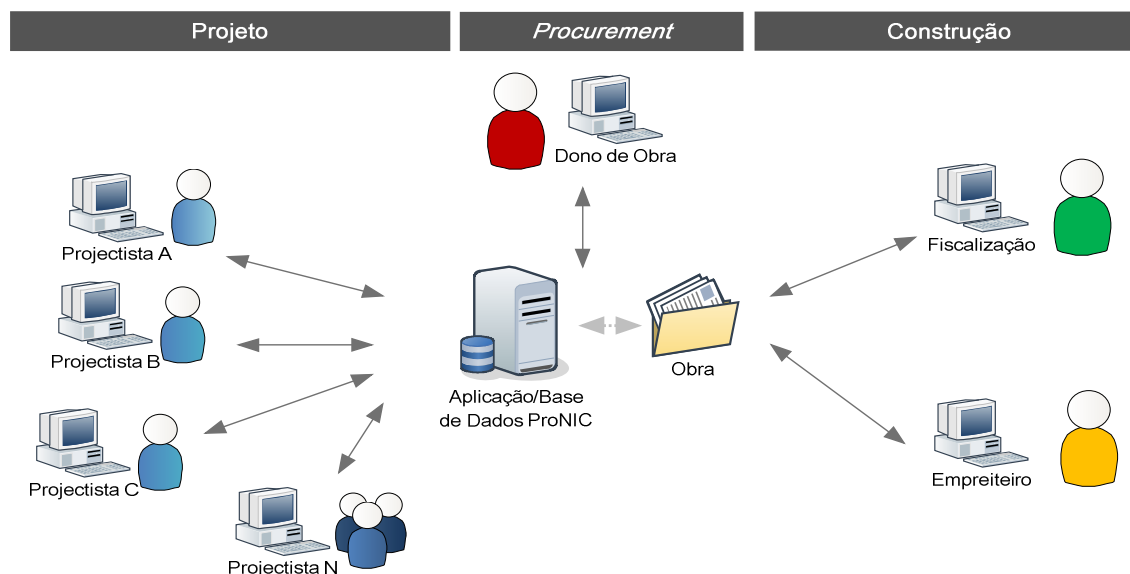 Projeto
Procurement
Construção
Dono de Obra
Projectista A
Fiscalização
Projectista B
Obra
Aplicação/Base
de Dados ProNIC
Projectista C
Empreiteiro
Projectista N